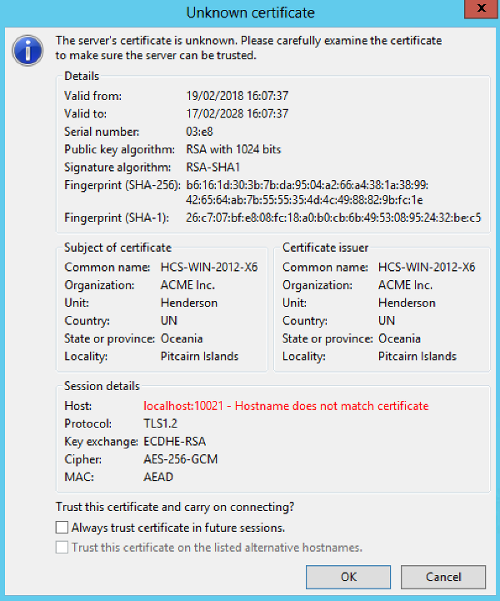 Unknown certificate
x
The server's certificate is unknown. Please carefully examine the certificate
to make sure the server can be trusted.
Details
Valid from: 19/02/2018 16:07:37
Valid to: 17/02/2028 16:07:37
Serial number: 03:e8
Public key algorithm: RSA with 1024 bits
Signature algorithm: RSA-SHA1
Fingerprint (SHA-256): b6:16:1d:30:3b:7b:da:95:04:a2:66:a4:38:1a:38:99:
42:65:64:ab:7b:55:55:35:4d:4c:49:88:82:9b:fc:1e
Fingerprint (SHA-1): 26:c7:07:bf:e8:08:fc:18:a0:b0:cb:6b:49:53:08:95:24:32:be:c5
Subject of certificate
Common name: HCS-WIN-2012-X6
Organization: ACME Inc.
Unit: Henderson
Country: UN
State or province: Oceania
Locality: Pitcairn Islands
Certificate issuer
Common name: HCS-WIN-2012-X6
Organization: ACME Inc.
Unit: Henderson
Country: UN
State or province: Oceania
Locality: Pitcairn Islands
Session details
Host: localhost:10021 - Hostname does not match certificate
Protocol: TLS1.2
Key exchange: ECDHE-RSA
Cipher: AES-256-GCM
MAC: AEAD
Trust this certificate and carry on connecting?
Always trust certificate in future sessions.
Trust this certificate on the listed alternative hostnames.
OK
Cancel